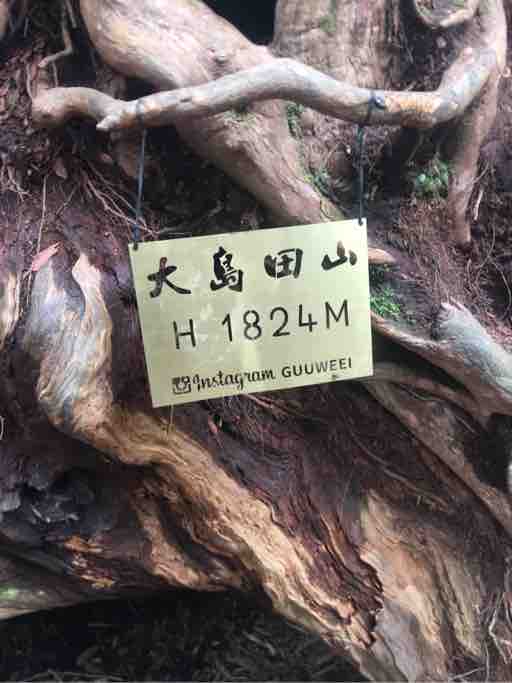 大島田山
H 1824M
Instagram GUUWEEI